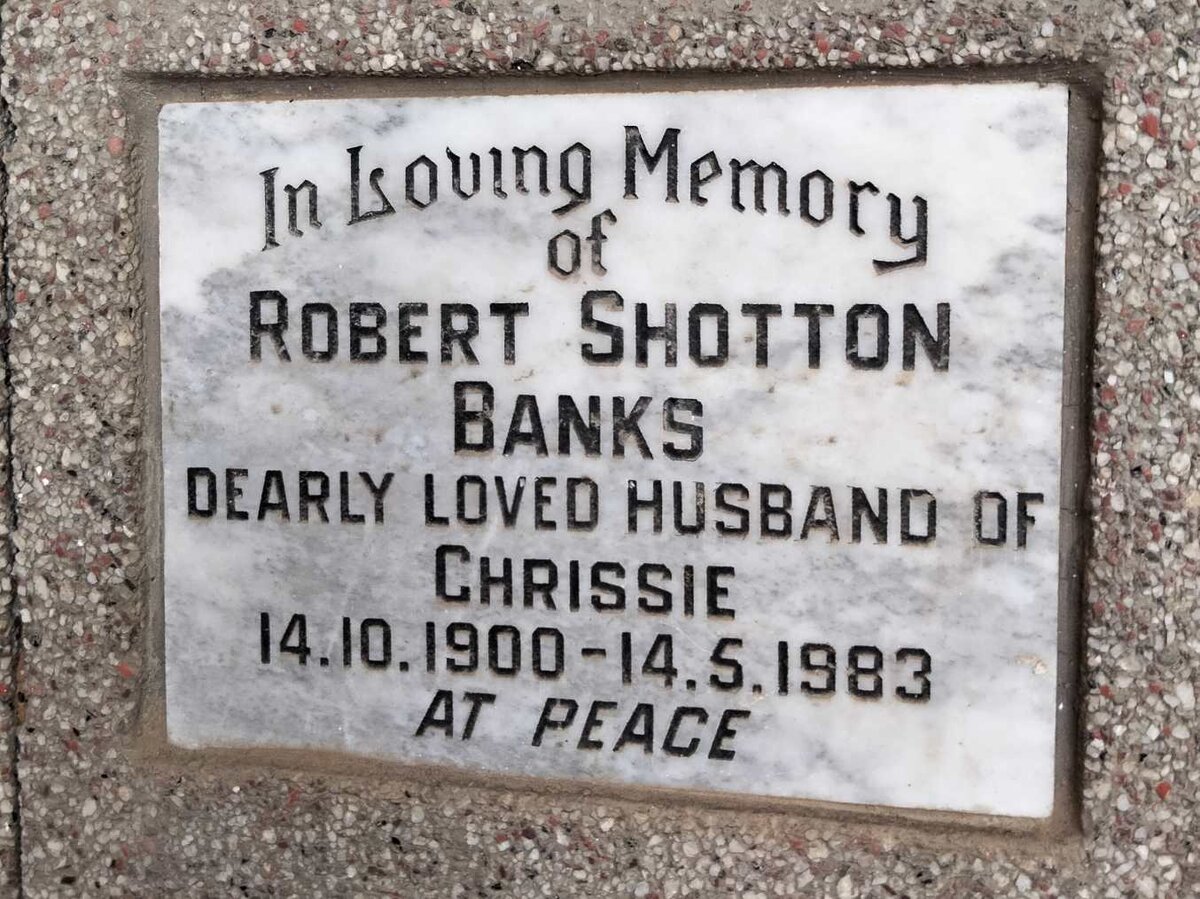 In Loving Memory
of
ROBERT SHOTTON
BANKS
DEARLY LOVED HUSBAND OF
CHRISSIE
14.10.1900-14.5.1983
AT PEACE